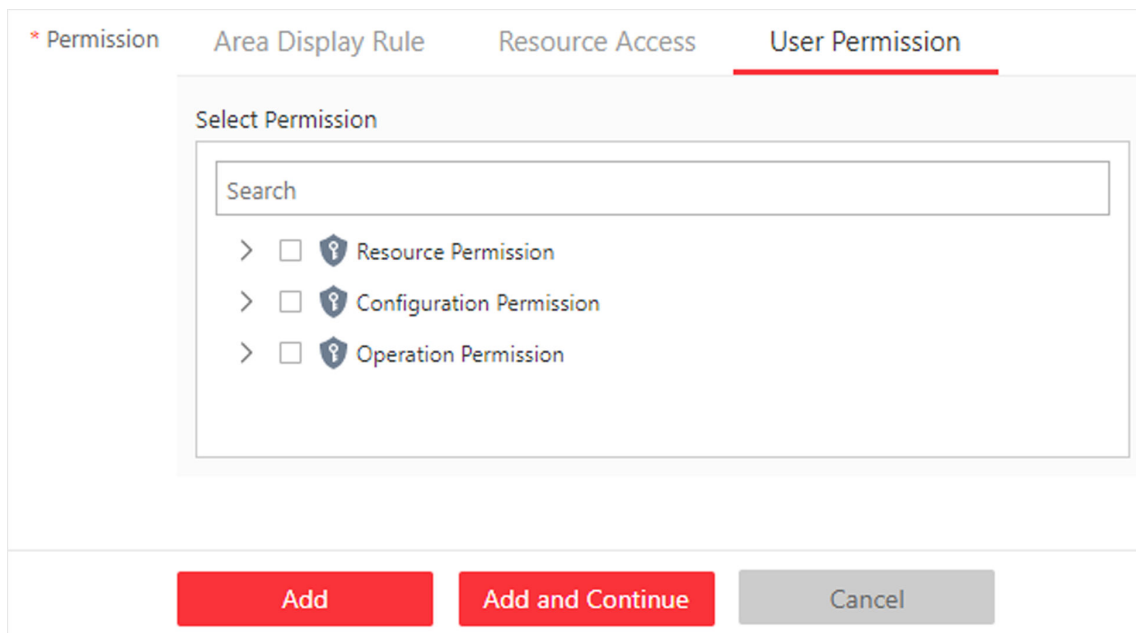 * Permission Area Display Rule Resource Access User Permission
Select Permission
Search
Resource Permission
Configuration Permission
Operation Permission
Add Add and Continue Cancel